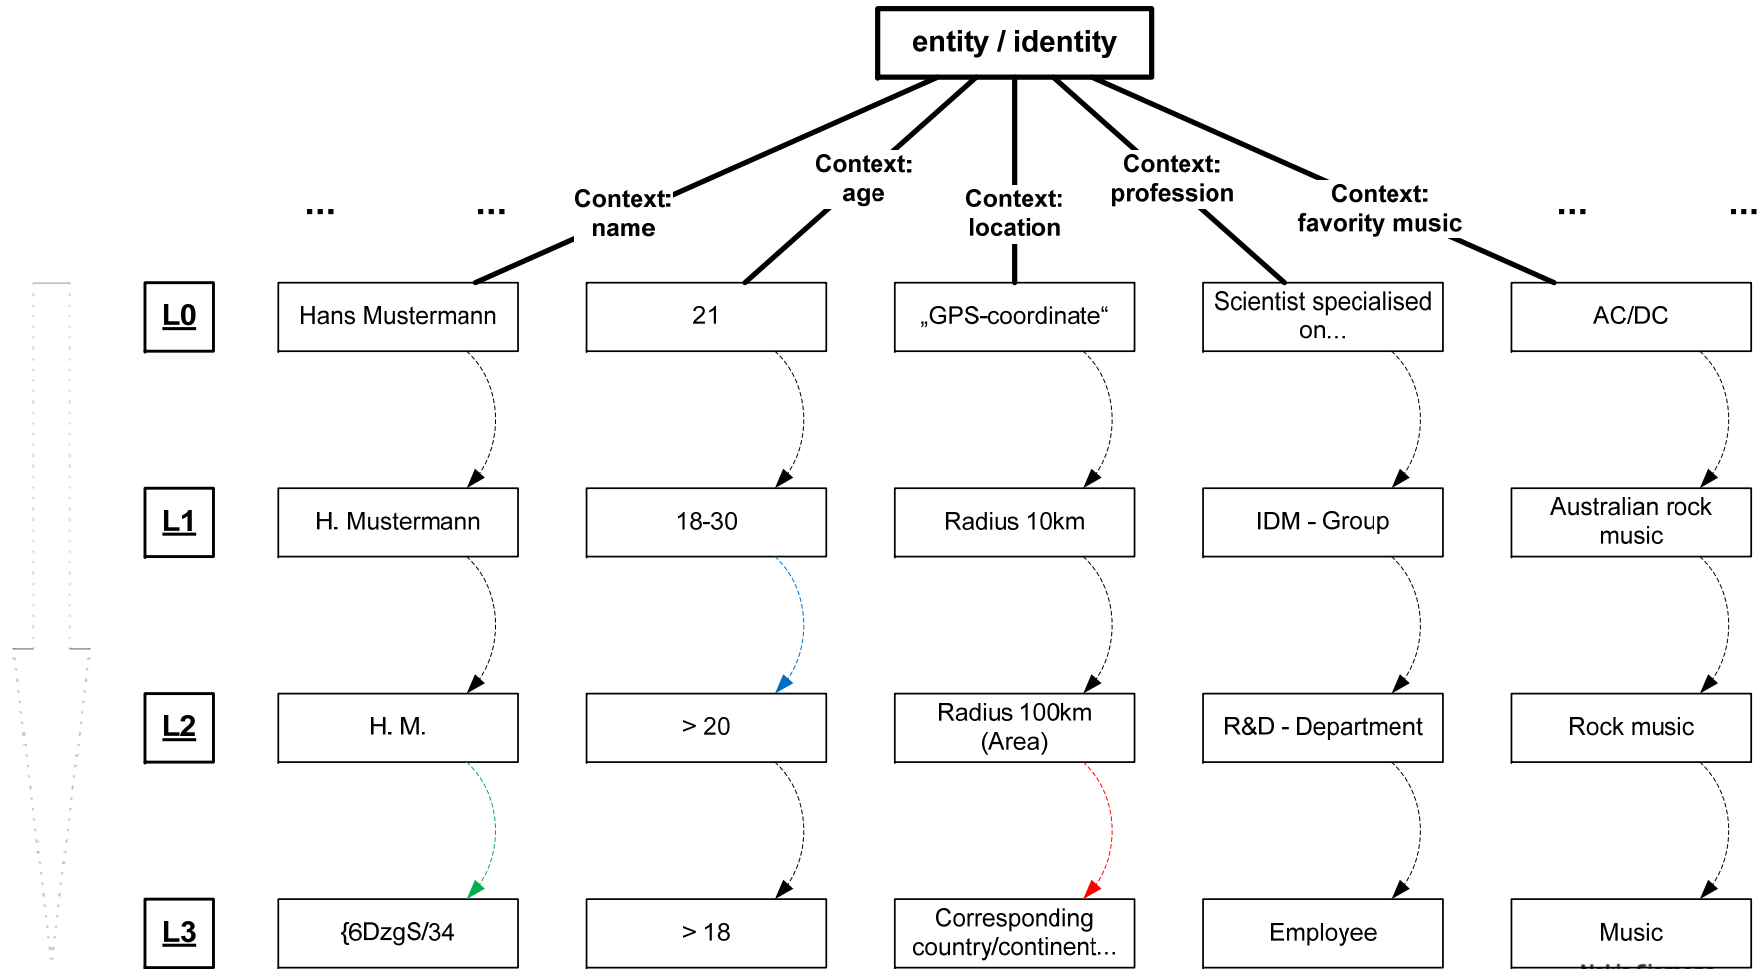 entity / identity
Context:
age
Context:
profession
Context:
name
Context:
location
Context:
favority music
... ... ... ...
L0
Hans Mustermann
21
„GPS-coordinate“
Scientist specialised
on...
AC/DC
L1
H. Mustermann
18-30
Radius 10km
IDM - Group
Australian rock
music
L2
H. M.
> 20
Radius 100km
(Area)
R&D - Department
Rock music
L3
{6DzgS/34
> 18
Corresponding
country/continent...
Employee
Music